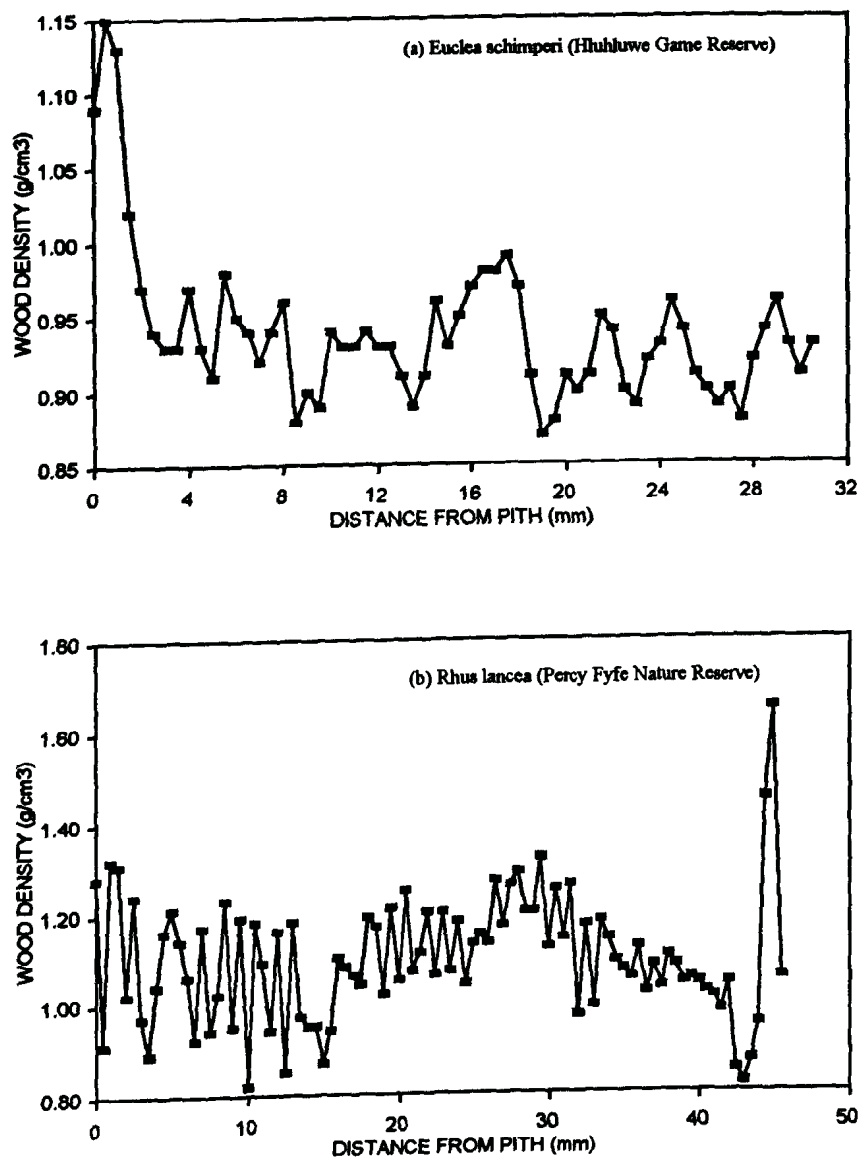 (a) Euclea schimperi (Hluhluwe Game Reserve)
WOOD DENSITY (g/cm3)
1.15
1.10
1.05
1.00
0.95
0.90
0.85
0 4 8 12 16 20 24 28 32
DISTANCE FROM PITH (mm)
(b) Rhus lancea (Percy Fyfe Nature Reserve)
WOOD DENSITY (g/cm3)
1.80
1.60
1.40
1.20
1.00
0.80
0 10 20 30 40 50
DISTANCE FROM PITH (mm)